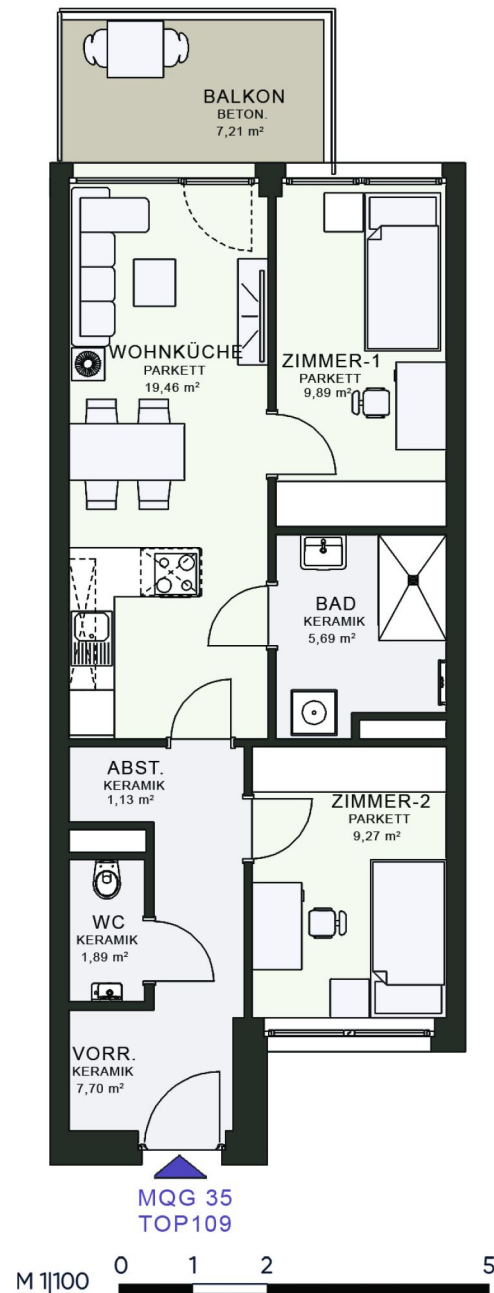 BALKON
BETON.
7,21 m²
WOHNKÜCHE
PARKETT
19,46 m²
ZIMMER-1
PARKETT
9,89 m²
BAD
KERAMIK
5,69 m²
ABST.
KERAMIK
1,13 m²
ZIMMER-2
PARKETT
9,27 m²
WC
KERAMIK
1,89 m²
VORR.
KERAMIK
7,70 m²
MQG 35
TOP109
M 1|100 0 1 2 5